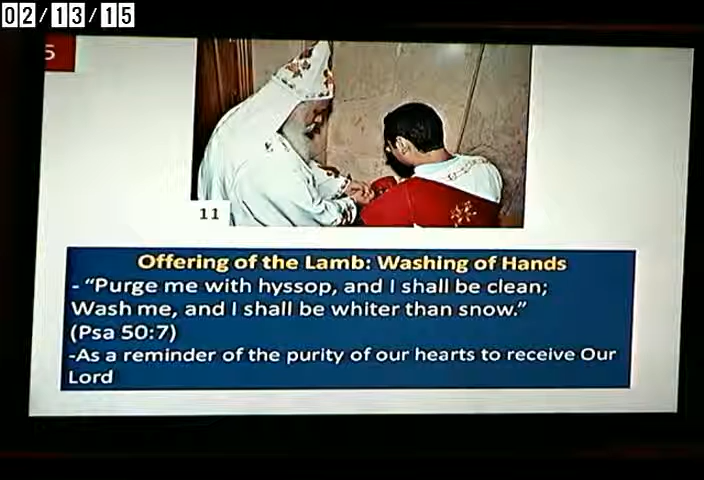 02/13/15
5
11
Offering of the Lamb: Washing of Hands
- “Purge me with hyssop, and I shall be clean;
Wash me, and I shall be whiter than snow.”
(Psa 50:7)
-As a reminder of the purity of our hearts to receive Our
Lord